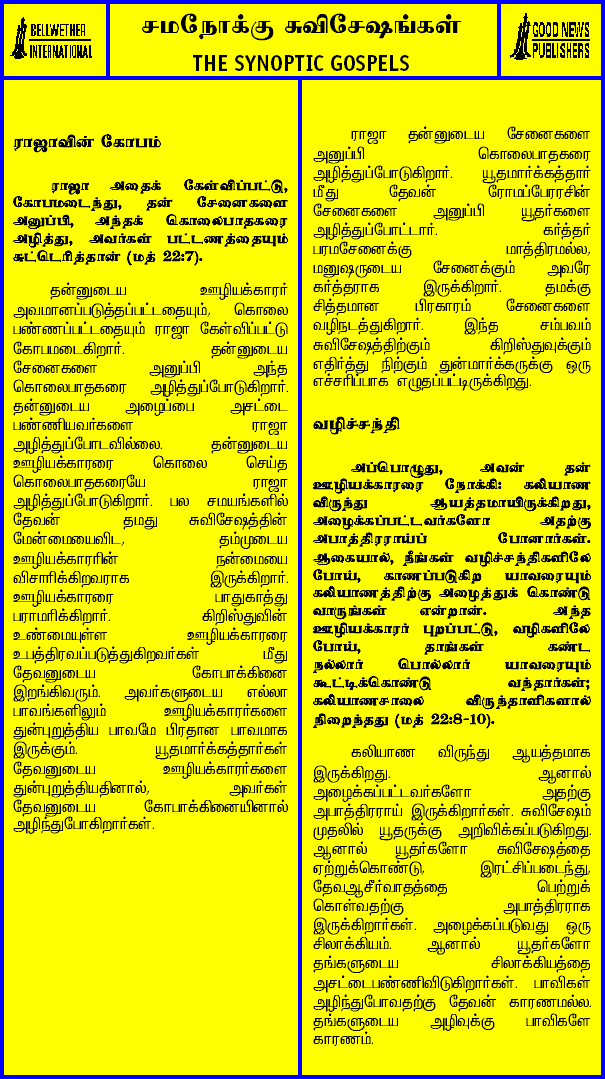 BELLWETHER
INTERNATIONAL
சமநோக்கு சுவிசேஷங்கள்
THE SYNOPTIC GOSPELS
GOOD NEWS
PUBLISHERS
ராஜாவின் கோபம்
ராஜா அதைக் கேள்விப்பட்டு,
கோபமடைந்து, தன் சேனைகளை
அனுப்பி, அந்தக் கொலைபாதகரை
அழித்து, அவர்கள் பட்டணத்தையும்
சுட்டெரித்தான் (மத் 22:7).
தன்னுடைய ஊழியக்காரர்
அவமானப்படுத்தப்பட்டதையும், கொலை
பண்ணப்பட்டதையும் ராஜா கேள்விப்பட்டு
கோபமடைகிறார். தன்னுடைய
சேனைகளை அனுப்பி அந்த
கொலைபாதகரை அழித்துப்போடுகிறார்.
தன்னுடைய அழைப்பை அசட்டை
பண்ணியவர்களை ராஜா
அழித்துப்போடவில்லை. தன்னுடைய
ஊழியக்காரரை கொலை செய்த
கொலைபாதகரையே ராஜா
அழித்துப்போடுகிறார். பல சமயங்களில்
தேவன் தமது சுவிசேஷத்தின்
மேன்மையைவிட, தம்முடைய
ஊழியக்காரரின் நன்மையை
விசாரிக்கிறவராக இருக்கிறார்.
ஊழியக்காரரை பாதுகாத்து
பராமரிக்கிறார். கிறிஸ்துவின்
உண்மையுள்ள ஊழியக்காரரை
உபத்திரவப்படுத்துகிறவர்கள் மீது
தேவனுடைய கோபாக்கினை
இறங்கிவரும். அவர்களுடைய எல்லா
பாவங்களிலும் ஊழியக்காரர்களை
துன்புறுத்திய பாவமே பிரதான பாவமாக
இருக்கும். யூதமார்க்கத்தார்கள்
தேவனுடைய ஊழியக்காரர்களை
துன்புறுத்தியதினால், அவர்கள்
தேவனுடைய கோபாக்கினையினால்
அழிந்துபோகிறார்கள்.
ராஜா தன்னுடைய சேனைகளை
அனுப்பி கொலைபாதகரை
அழித்துப்போடுகிறார். யூதமார்க்கத்தார்
மீது தேவன் ரோமப்பேரரசின்
சேனைகளை அனுப்பி யூதர்களை
அழித்துப்போட்டார். கர்த்தர்
பரமசேனைக்கு மாத்திரமல்ல,
மனுஷருடைய சேனைக்கும் அவரே
கர்த்தராக இருக்கிறார். தமக்கு
சித்தமான பிரகாரம் சேனைகளை
வழிநடத்துகிறார். இந்த சம்பவம்
சுவிசேஷத்திற்கும் கிறிஸ்துவுக்கும்
எதிர்த்து நிற்கும் துன்மார்க்கருக்கு ஒரு
எச்சரிப்பாக எழுதப்பட்டிருக்கிறது.
வழிச்சந்தி
அப்பொழுது, அவன் தன்
ஊழியக்காரரை நோக்கி: கலியாண
விருந்து ஆயத்தமாயிருக்கிறது,
அழைக்கப்பட்டவர்களோ அதற்கு
அபாத்திரராய்ப் போனார்கள்.
ஆகையால், நீங்கள் வழிச்சந்திகளிலே
போய், காணப்படுகிற யாவரையும்
கலியாணத்திற்கு அழைத்துக் கொண்டு
வாருங்கள் என்றான். அந்த
ஊழியக்காரர் புறப்பட்டு, வழிகளிலே
போய், தாங்கள் கண்ட
நல்லார் பொல்லார் யாவரையும்
கூட்டிக்கொண்டு வந்தார்கள்;
கலியாணசாலை விருந்தாளிகளால்
நிறைந்தது (மத் 22:8-10).
கலியாண விருந்து ஆயத்தமாக
இருக்கிறது. ஆனால்
அழைக்கப்பட்டவர்களோ அதற்கு
அபாத்திரராய் இருக்கிறார்கள். சுவிசேஷம்
முதலில் யூதருக்கு அறிவிக்கப்படுகிறது.
ஆனால் யூதர்களோ சுவிசேஷத்தை
ஏற்றுக்கொண்டு, இரட்சிப்படைந்து,
தேவஆசீர்வாதத்தை பெற்றுக்
கொள்வதற்கு அபாத்திரராக
இருக்கிறார்கள். அழைக்கப்படுவது ஒரு
சிலாக்கியம். ஆனால் யூதர்களோ
தங்களுடைய சிலாக்கியத்தை
அசட்டைபண்ணிவிடுகிறார்கள். பாவிகள்
அழிந்துபோவதற்கு தேவன் காரணமல்ல.
தங்களுடைய அழிவுக்கு பாவிகளே
காரணம்.